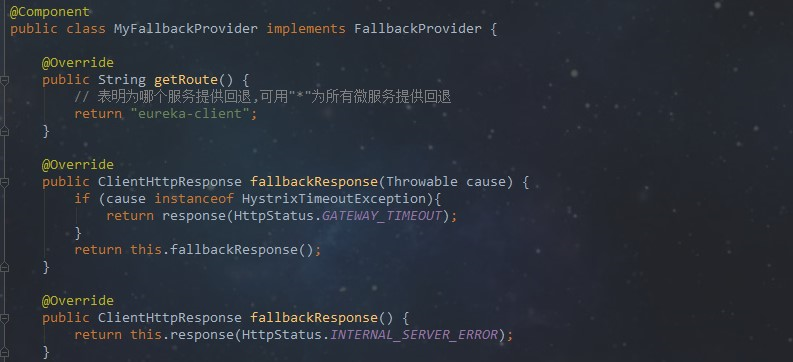 @Component
public class MyFallbackProvider implements FallbackProvider {
@Override
public String getRoute() {
// 表明为哪个服务提供回退,可用"*"为所有微服务提供回退
return "eureka-client";
}
@Override
public ClientHttpResponse fallbackResponse(Throwable cause) {
if (cause instanceof HystrixTimeoutException){
return response(HttpStatus.GATEWAY_TIMEOUT);
}
return this.fallbackResponse();
}
@Override
public ClientHttpResponse fallbackResponse() {
return this.response(HttpStatus.INTERNAL_SERVER_ERROR);
}